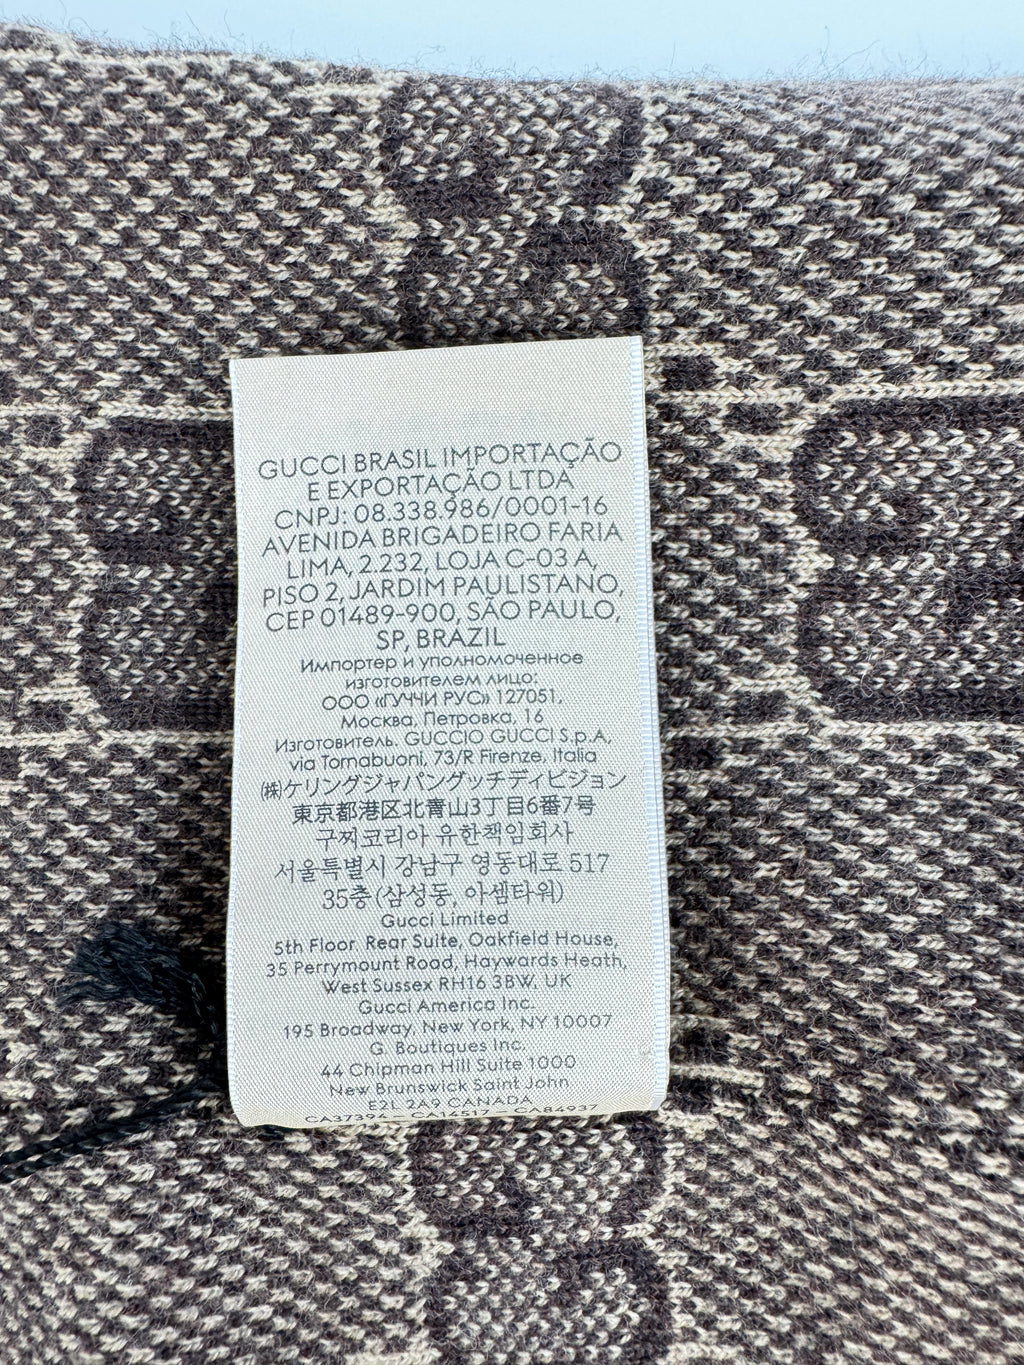 GUCCI BRASIL IMPORTAÇÃO
E EXPORTAÇÃO LTDA
CNPJ: 08.338.986/0001-16
AVENIDA BRIGADEIRO FARIA
LIMA, 2.232, LOJA C-03 A,
PISO 2, JARDIM PAULISTANO,
CEP 01489-900, SÃO PAULO,
SP, BRAZIL
Импортер и уполномоченное
изготовителем лицо:
ООО «ГУЧЧИ РУС» 127051,
Москва, Петровка, 16
Изготовитель. GUCCIO GUCCI S.p.A,
via Tornabuoni, 73/R Firenze, Italia
(株)ケリングジャパングッチディビジョン
東京都港区北青山3丁目6番7号
구찌코리아 유한책임회사
서울특별시 강남구 영동대로 517
35층(삼성동, 아셈타워)
Gucci Limited
5th Floor Rear Suite, Oakfield House,
35 Perrymount Road, Haywards Heath,
West Sussex RH16 3BW, UK
Gucci America Inc.
195 Broadway, New York, NY 10007
G. Boutiques Inc.
44 Chipman Hill Suite 1000
New Brunswick Saint John
E2L 2A9 CANADA
CA37394 – CA14517 – CA84937